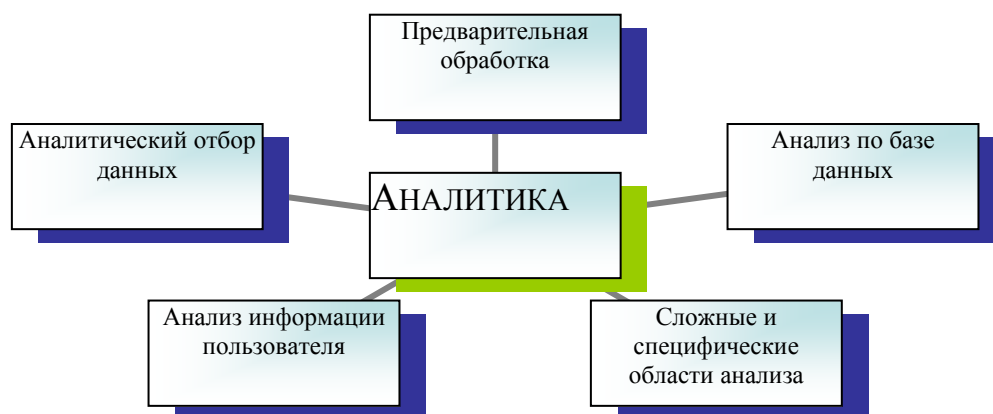 Предварительная
обработка
Аналитический отбор
данных
Анализ по базе
данных
АНАЛИТИКА
Анализ информации
пользователя
Сложные и
специфические
области анализа